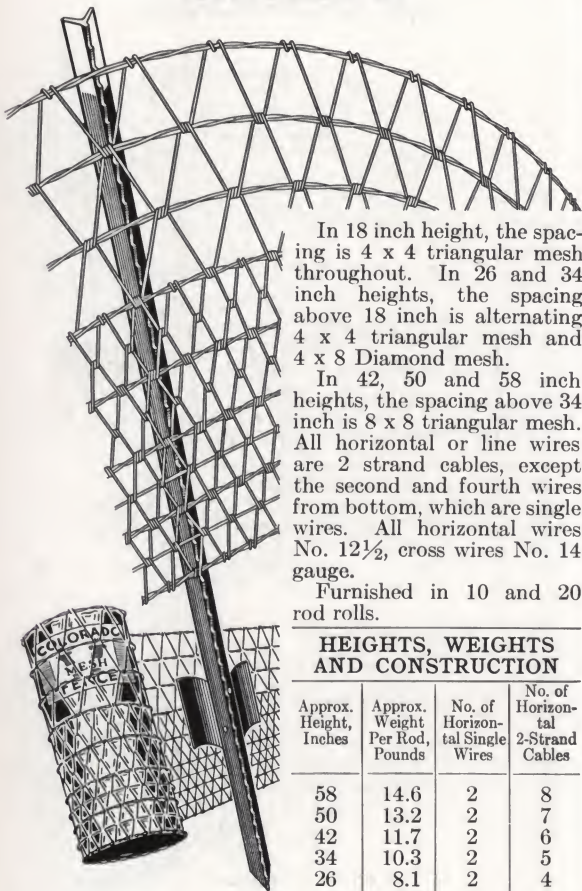 In 18 inch height, the spac-
ing is 4 x 4 triangular mesh
throughout. In 26 and 34
inch heights, the spacing
above 18 inch is alternating
4 x 4 triangular mesh and
4 x 8 Diamond mesh.
In 42, 50 and 58 inch
heights, the spacing above 34
inch is 8 x 8 triangular mesh.
All horizontal or line wires
are 2 strand cables, except
the second and fourth wires
from bottom, which are single
wires. All horizontal wires
No. 12½, cross wires No. 14
gauge.
Furnished in 10 and 20
rod rolls.
COLORADO
MESH
FENCE
HEIGHTS, WEIGHTS
AND CONSTRUCTION
Approx. Height, Inches
Approx. Weight Per Rod, Pounds
No. of Horizon-tal Single Wires
No. of Horizon-tal 2-Strand Cables
58 14.6 2 8
50 13.2 2 7
42 11.7 2 6
34 10.3 2 5
26 8.1 2 4